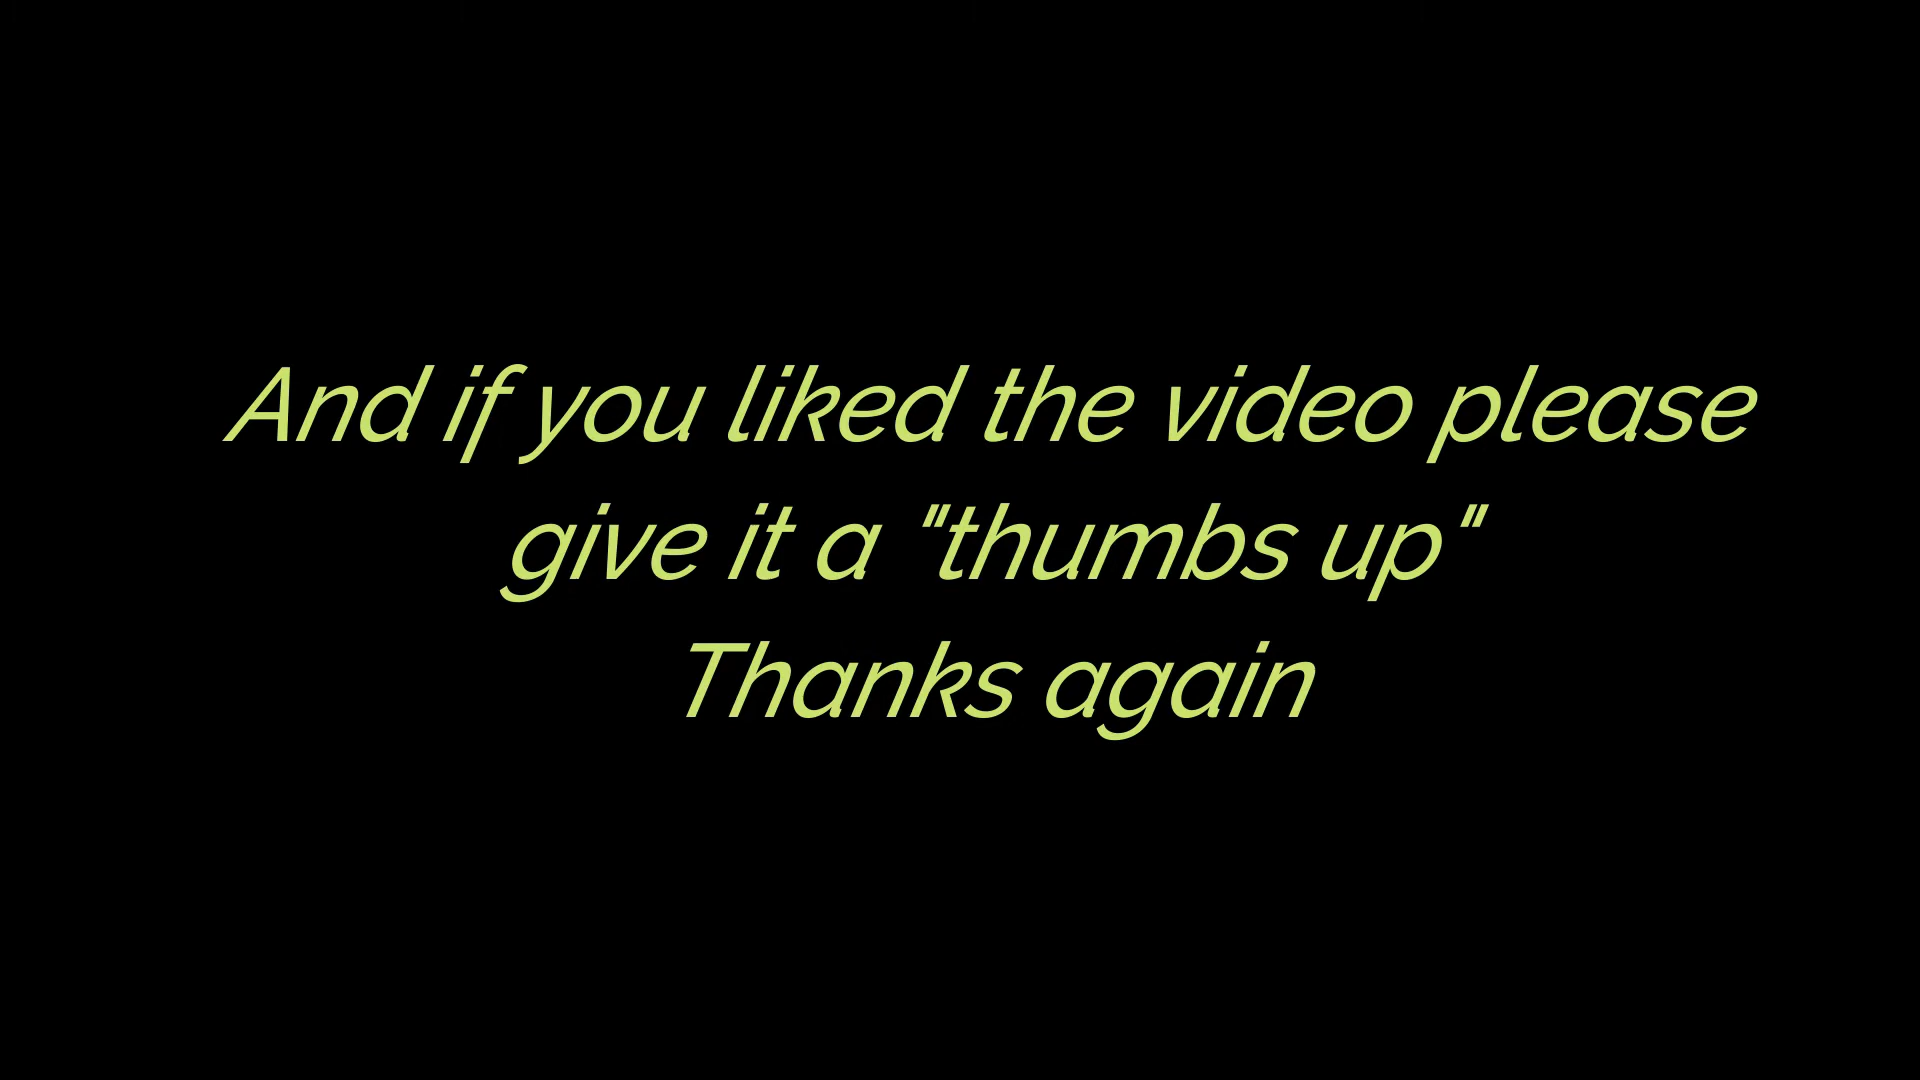 And if you liked the video please
give it a "thumbs up"
Thanks again